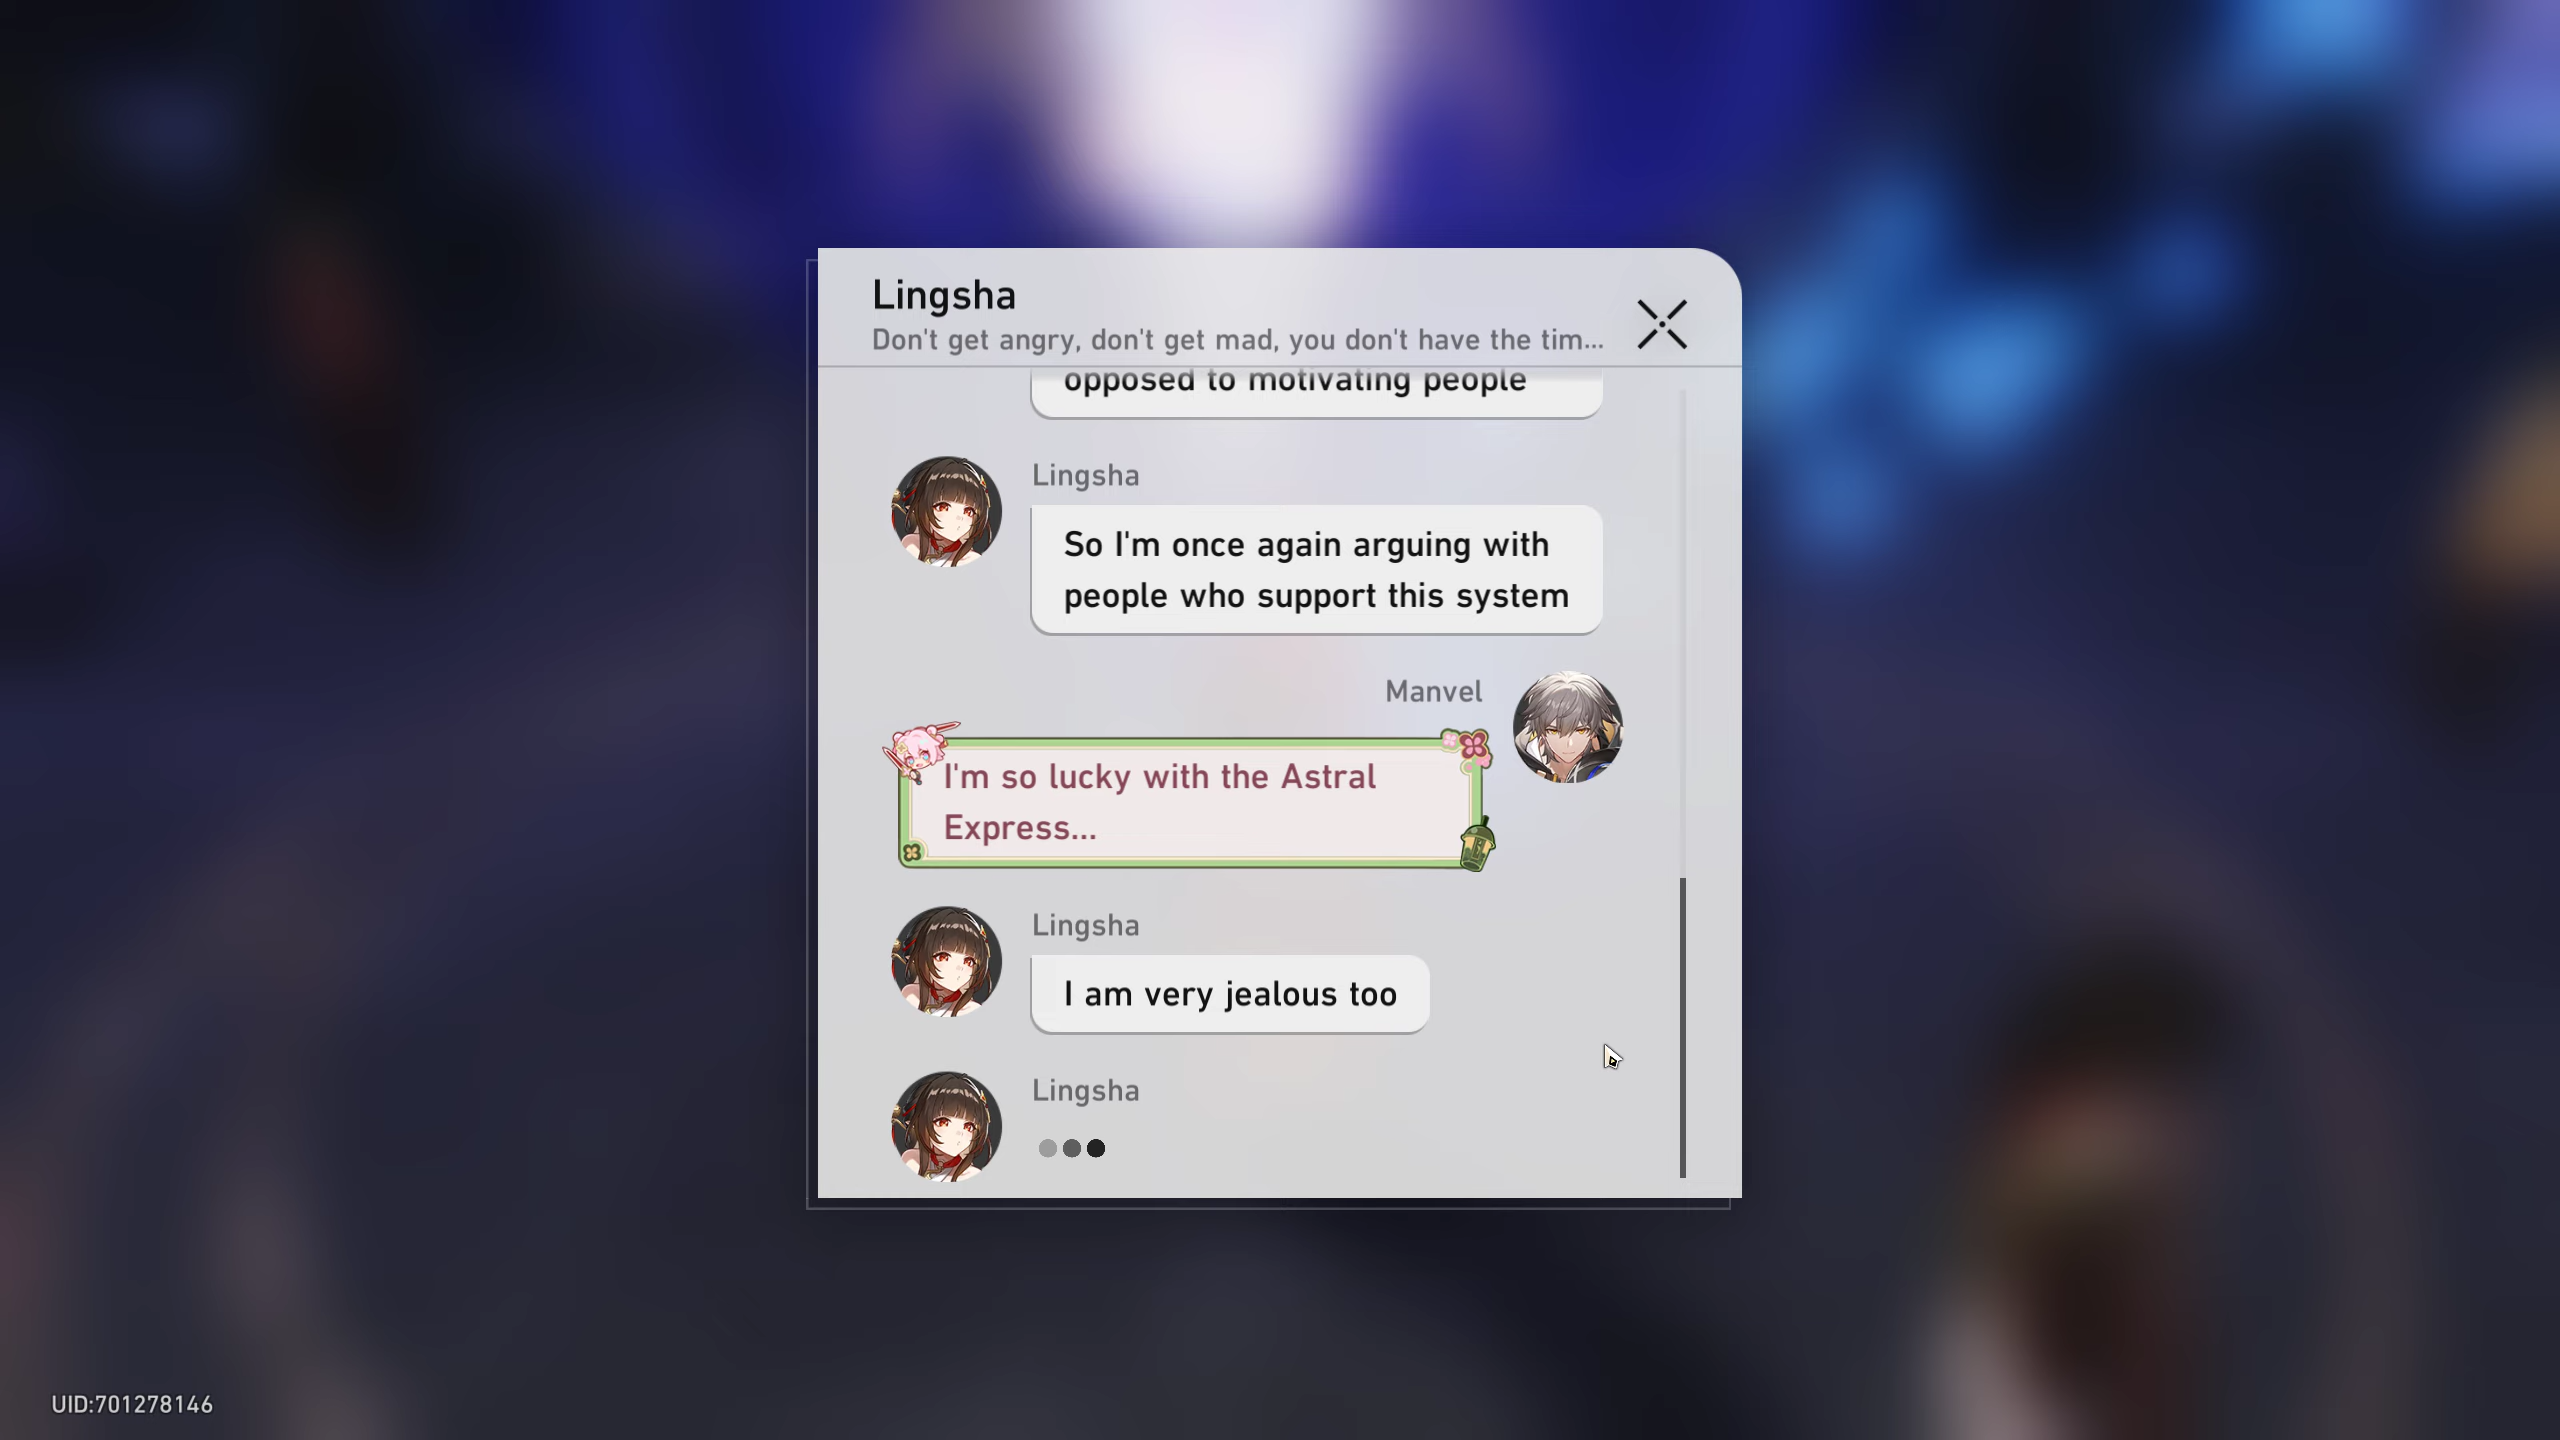 Lingsha
Don't get angry, don't get mad, you don't have the tim...
opposed to motivating people
Lingsha
So I'm once again arguing with
people who support this system
Manvel
I'm so lucky with the Astral
Express...
Lingsha
I am very jealous too
Lingsha
UID:701278146